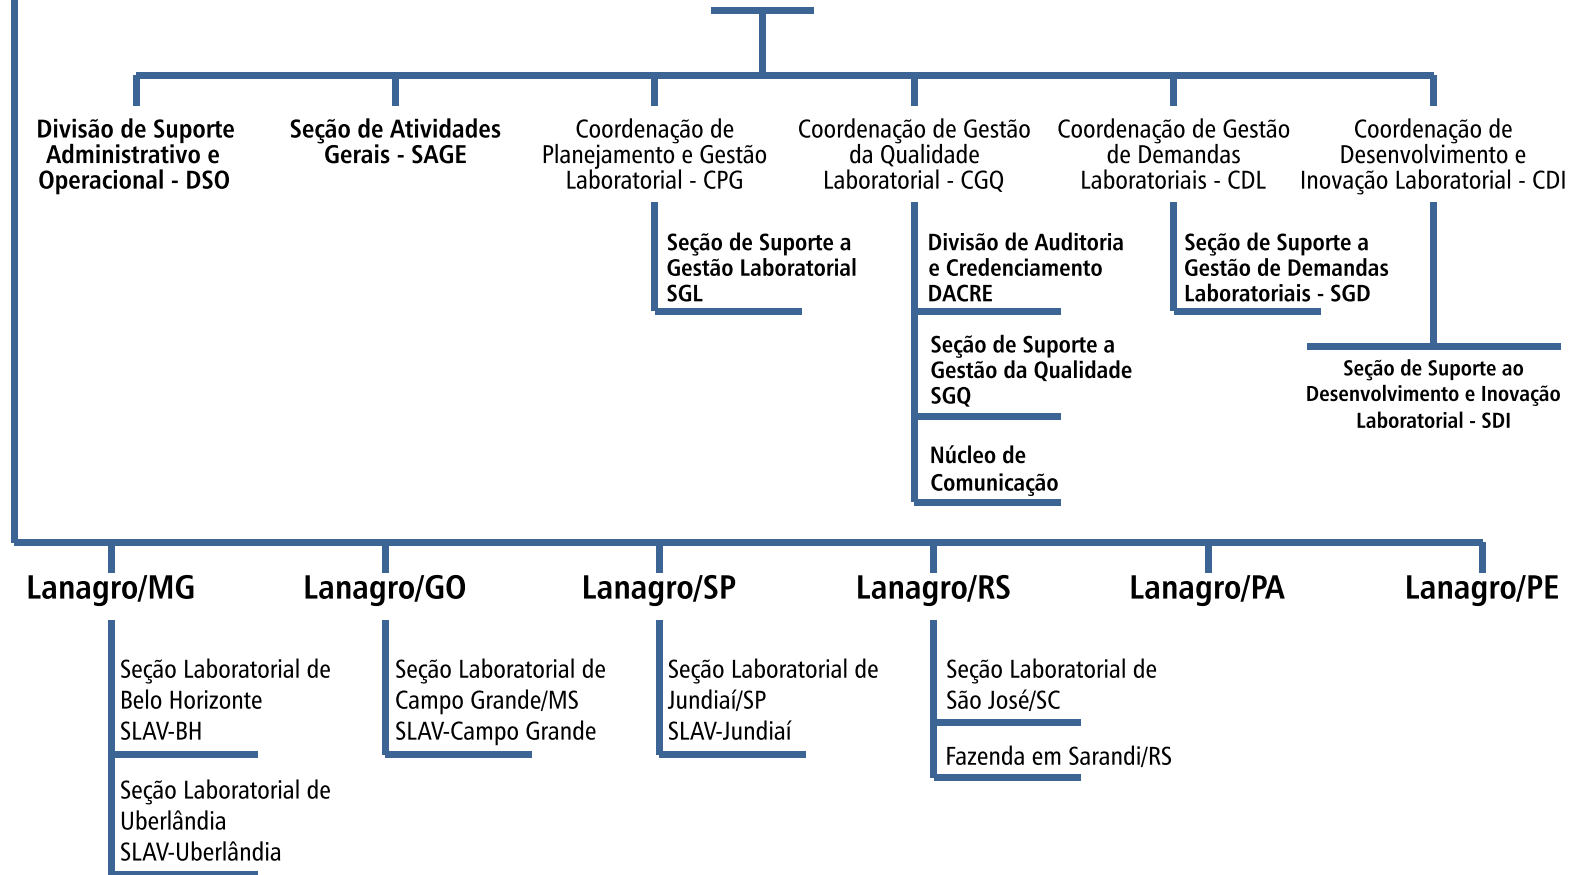 Divisão de Suporte
Administrativo e
Operacional - DSO
Seção de Atividades
Gerais - SAGE
Coordenação de
Planejamento e Gestão
Laboratorial - CPG
Coordenação de Gestão
da Qualidade
Laboratorial - CGQ
Coordenação de Gestão
de Demandas
Laboratoriais - CDL
Coordenação de
Desenvolvimento e
Inovação Laboratorial - CDI
Seção de Suporte a
Gestão Laboratorial
SGL
Divisão de Auditoria
e Credenciamento
DACRE
Seção de Suporte a
Gestão da Qualidade
SGQ
Núcleo de
Comunicação
Seção de Suporte a
Gestão de Demandas
Laboratoriais - SGD
Seção de Suporte ao
Desenvolvimento e Inovação
Laboratorial - SDI
Lanagro/MG
Lanagro/GO
Lanagro/SP
Lanagro/RS
Lanagro/PA
Lanagro/PE
Seção Laboratorial de
Belo Horizonte
SLAV-BH
Seção Laboratorial de
Uberlândia
SLAV-Uberlândia
Seção Laboratorial de
Campo Grande/MS
SLAV-Campo Grande
Seção Laboratorial de
Jundiaí/SP
SLAV-Jundiaí
Seção Laboratorial de
São José/SC
Fazenda em Sarandi/RS